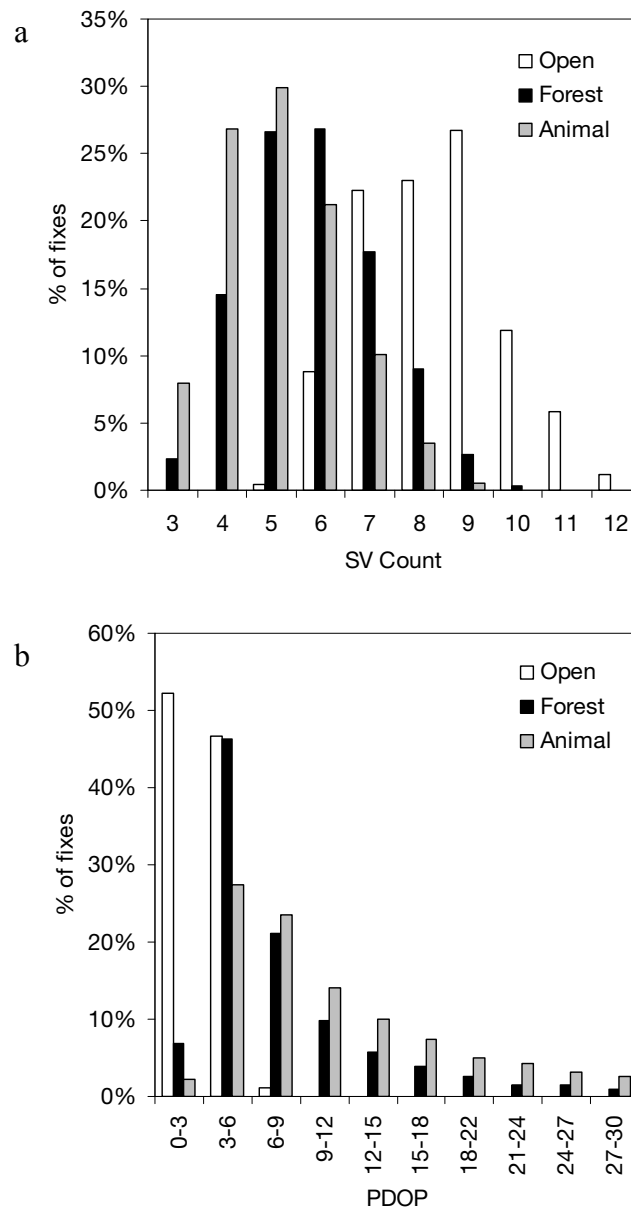 a
35%
30%
25%
20%
15%
10%
5%
0%
% of fixes
Open
Forest
Animal
3 4 5 6 7 8 9 10 11 12
SV Count
b
60%
50%
40%
30%
20%
10%
0%
% of fixes
Open
Forest
Animal
0-3 3-6 6-9 9-12 12-15 15-18 18-22 21-24 24-27 27-30
PDOP